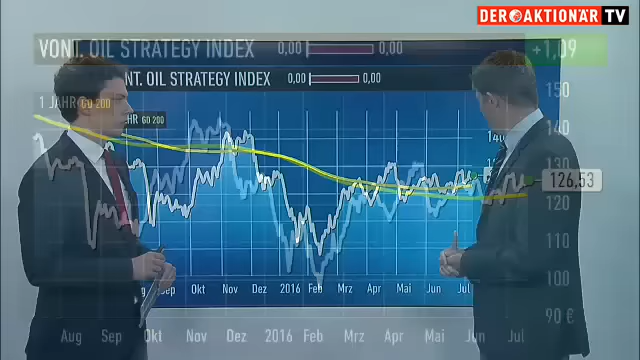 DER AKTIONÄR TV
VONT. OIL STRATEGY INDEX 0,00 0,00 +1,09
NT. OIL STRATEGY INDEX 0,00 0,00
1 JAHR GD 200
HR GD 200
150
140
140
130
126,53
120
110
100
90 €
Sep Okt Nov Dez 2016 Feb Mrz Apr Mai Jun Jul
Aug Sep Okt Nov Dez 2016 Feb Mrz Apr Mai Jun Jul